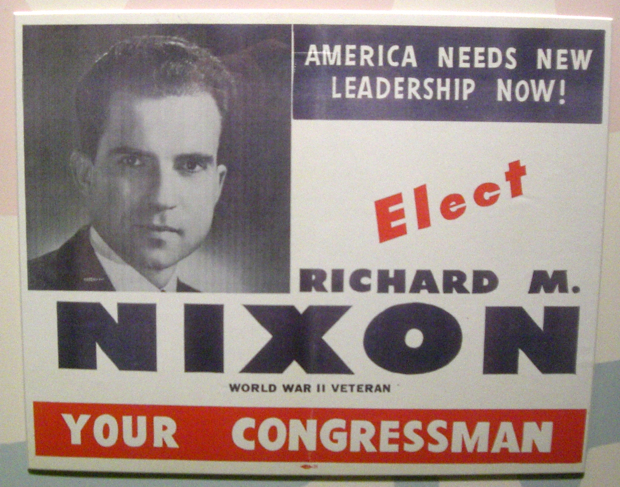 AMERICA NEEDS NEW
LEADERSHIP NOW!
Elect
RICHARD M.
NIXON
WORLD WAR II VETERAN
YOUR CONGRESSMAN